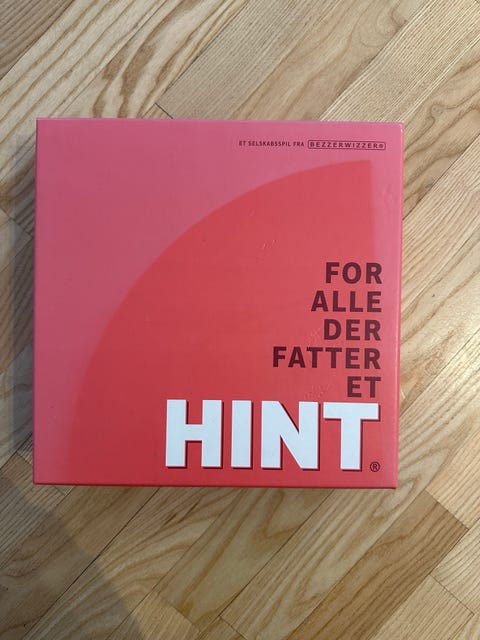 ET SELSKABSSPIL FRA BEZZERWIZZER®
FOR
ALLE
DER
FATTER
ET
HINT®